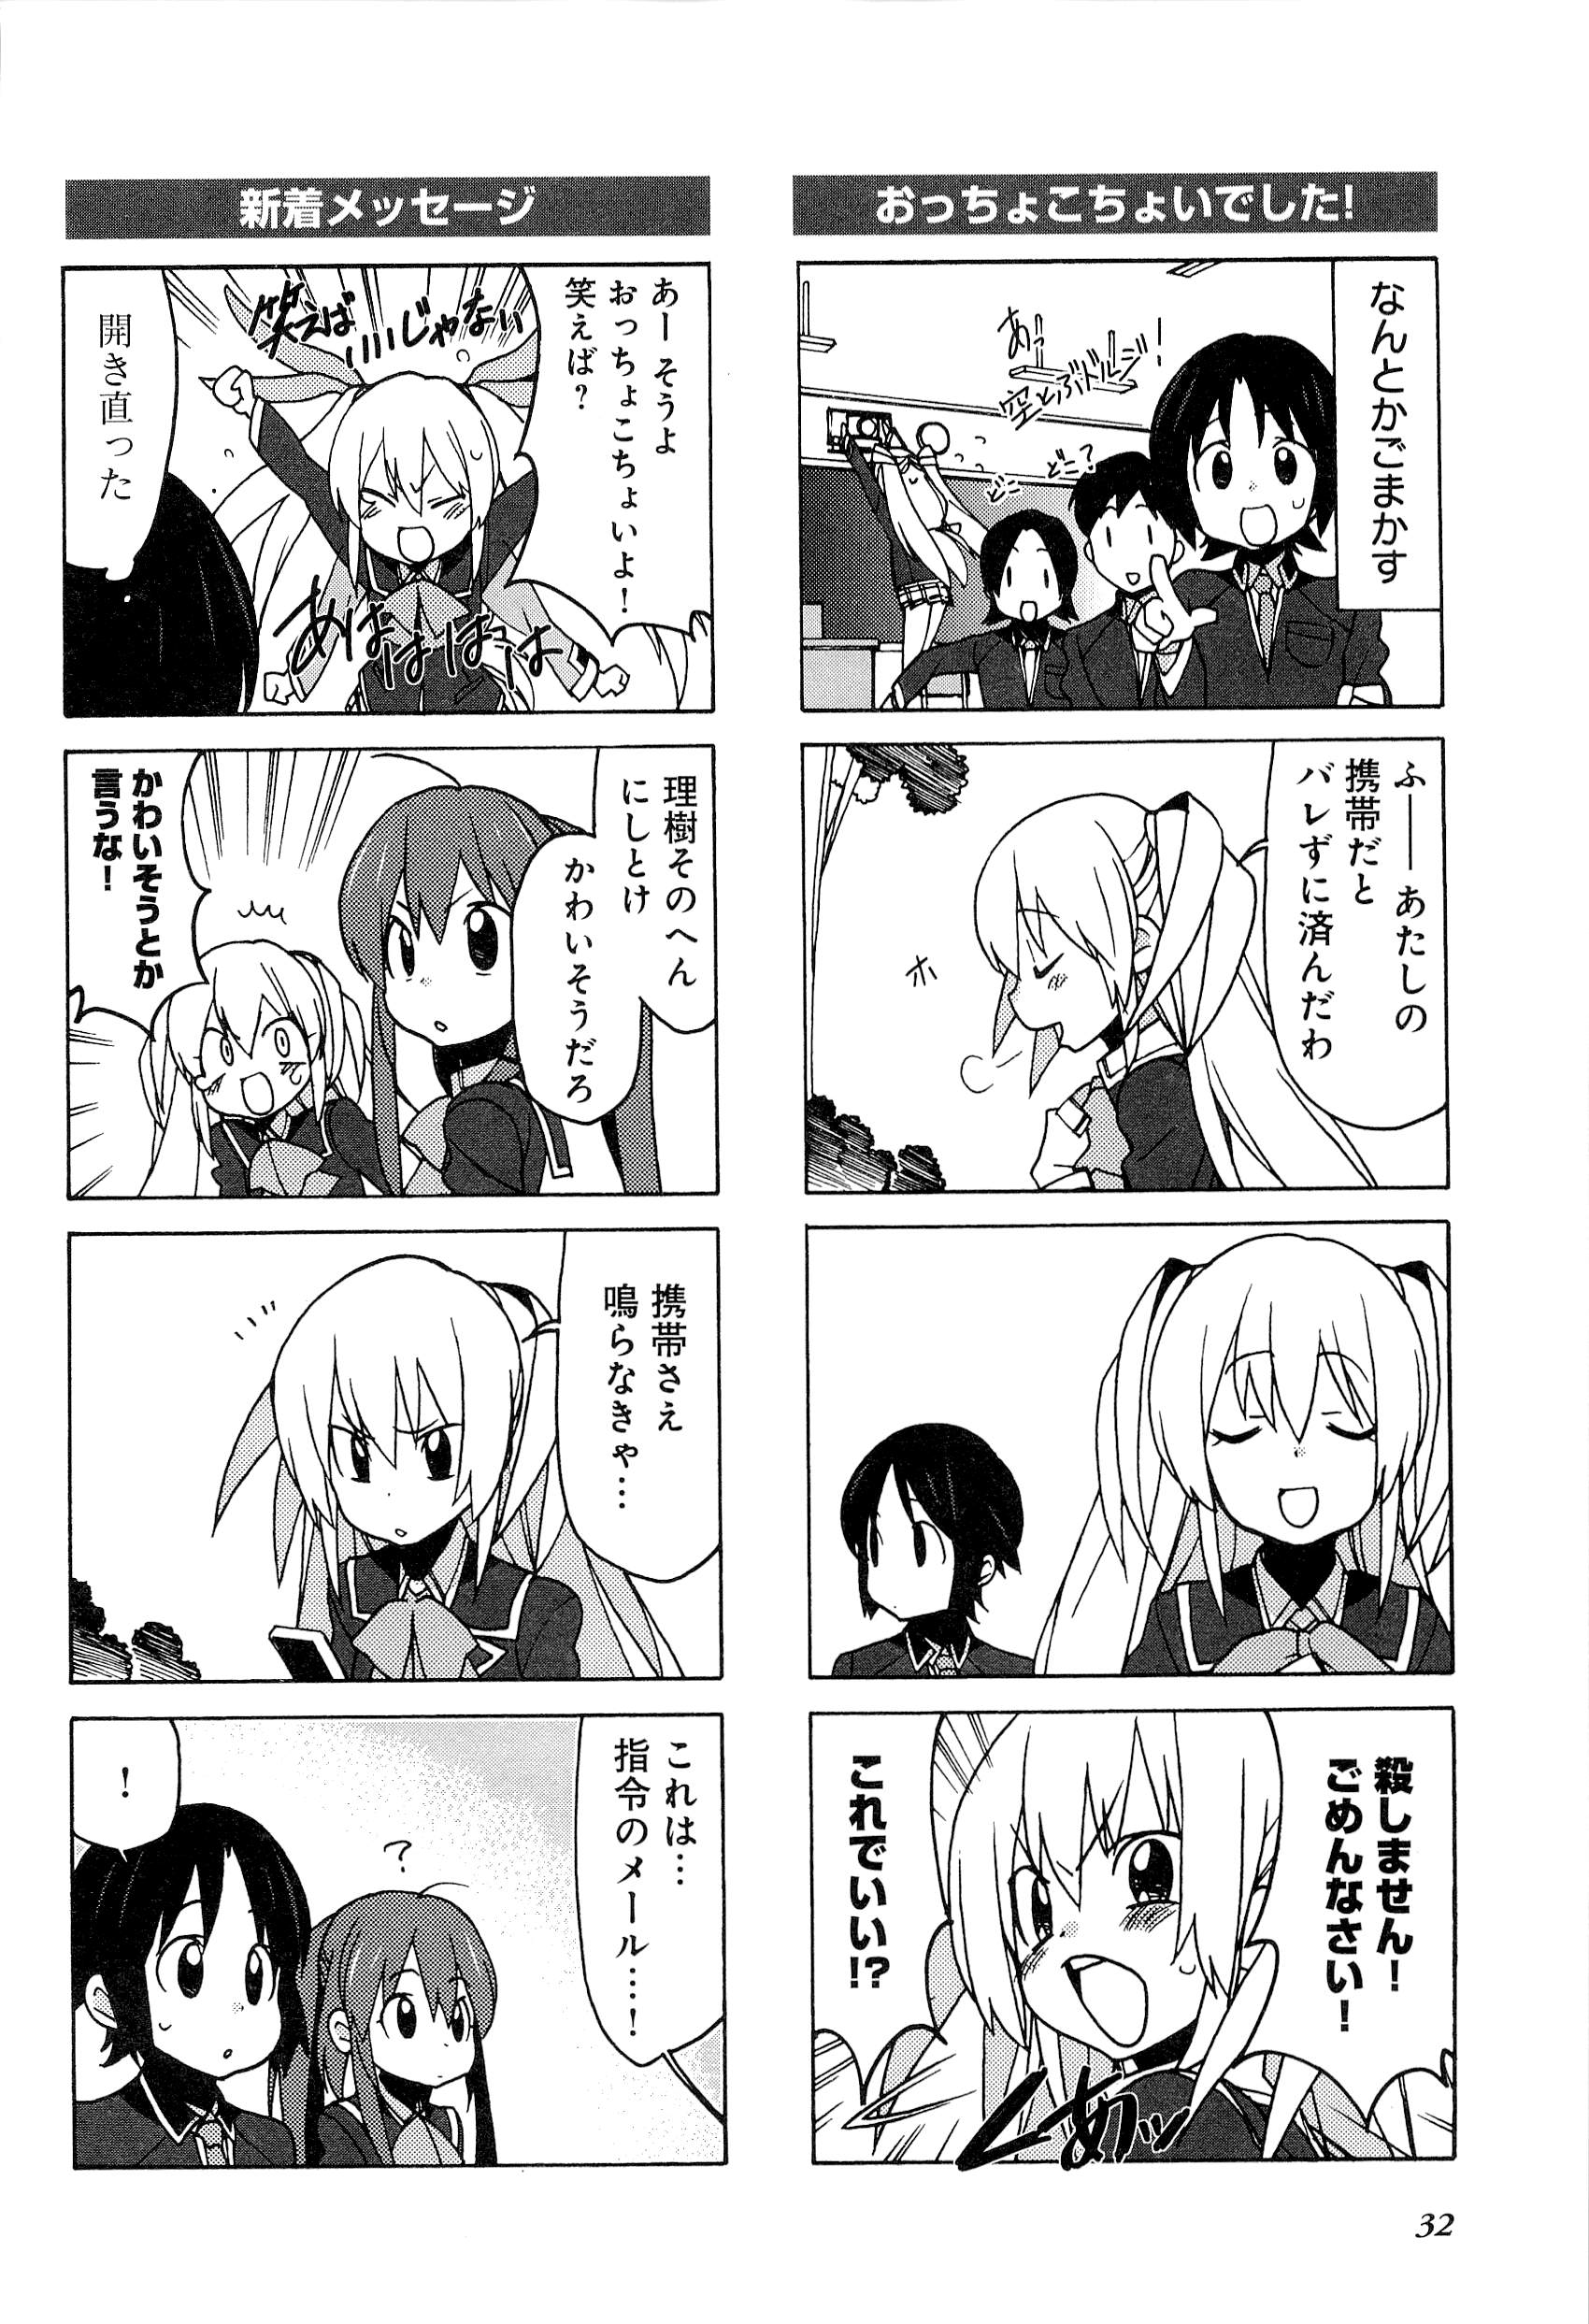 おっちょこちょいでした!
なんとかごまかす
あ!!
空とぶトルジ!
どこ?
どこ
ふ――あたしの
携帯だと
バレずに済んだわ
ホ
殺しません!
ごめんなさい!
これでいい!?
くあッ
新着メッセージ
あーそうよ
おっちょこちょいよ!
笑えば?
笑えばいいじゃない
あははははは
開き直った
理樹そのへん
にしとけ
かわいそうだろ
かわいそうとか
言うな!
携帯さえ
鳴らなきゃ…
これは…
指令のメール…!
?
!
32